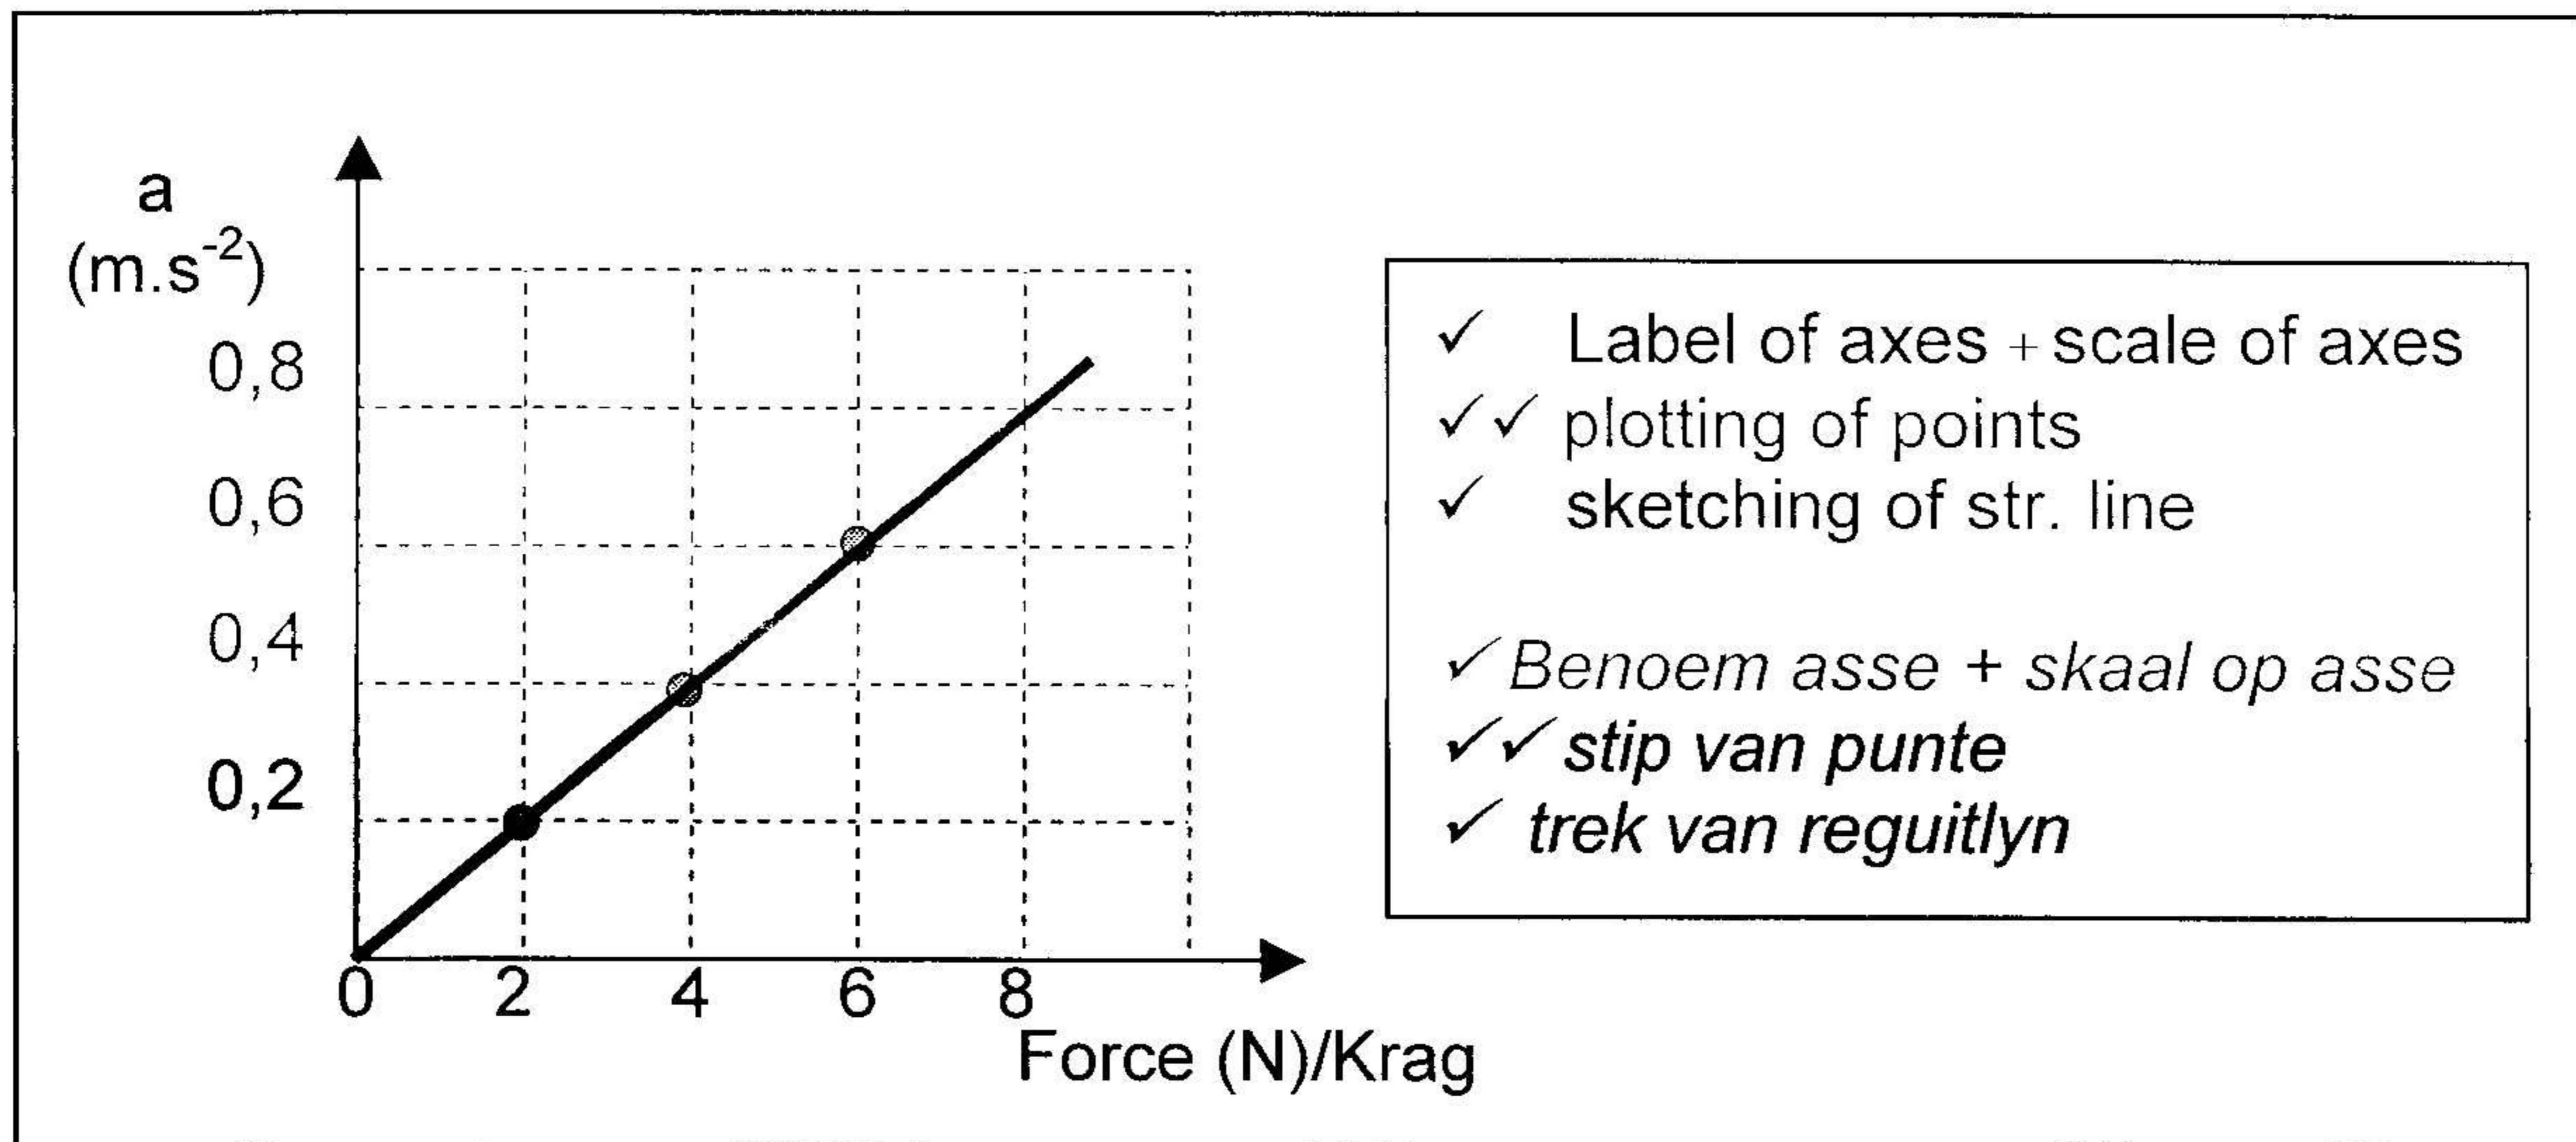 a
(m.s⁻²)
0,8
0,6
0,4
0,2
0 2 4 6 8
Force (N)/Krag
✓ Label of axes + scale of axes
✓✓ plotting of points
✓ sketching of str. line
✓ Benoem asse + skaal op asse
✓✓ stip van punte
✓ trek van reguitlyn